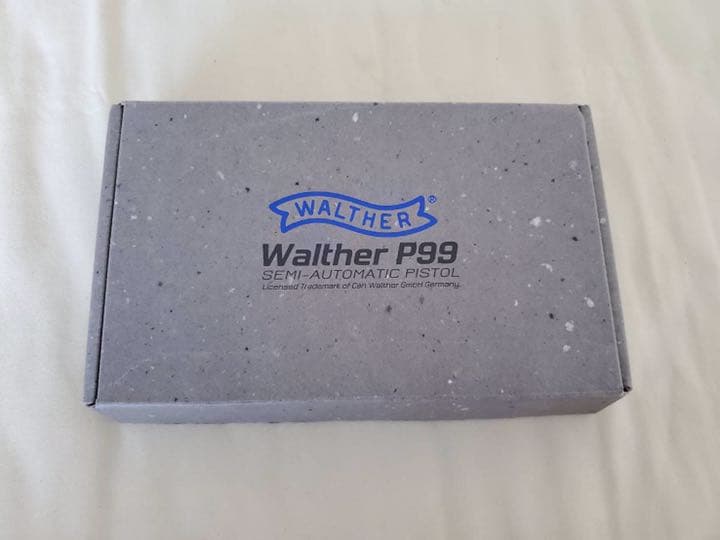 WALTHER®
Walther P99
SEMI-AUTOMATIC PISTOL
Licensed Trademark of Carl Walther GmbH Germany.